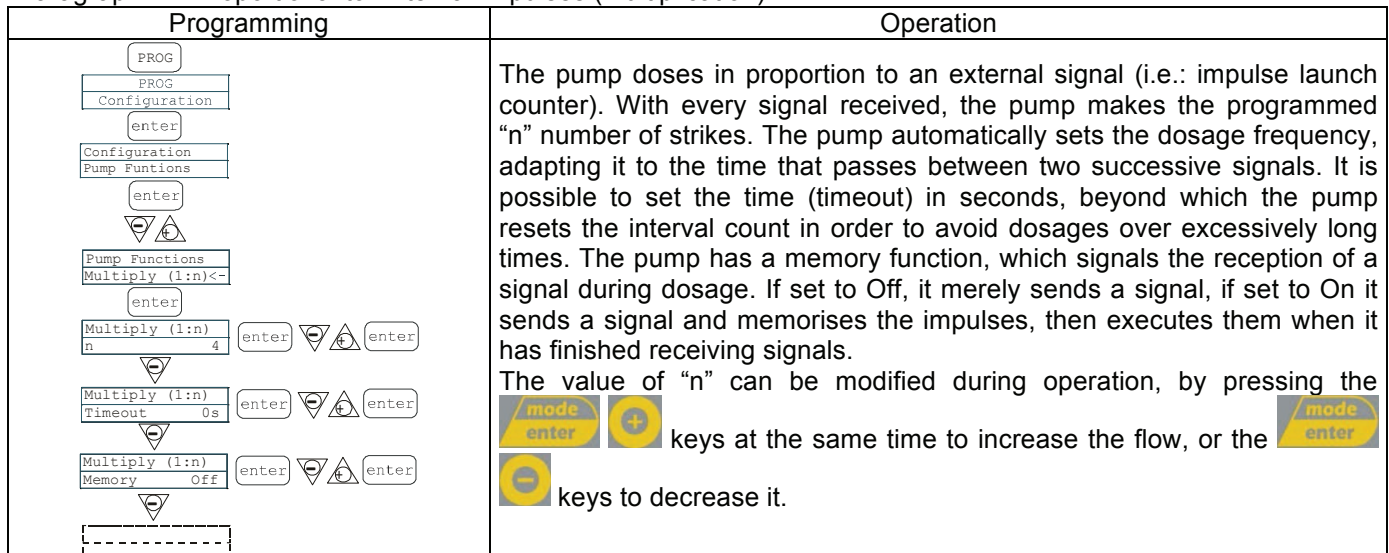 Programming
Operation
PROG
PROG
Configuration
enter
Configuration
Pump Funtions
enter
Pump Functions
Multiply (1:n)<-
enter
Multiply (1:n)
n 4
enter
enter
Multiply (1:n)
Timeout 0s
enter
enter
Multiply (1:n)
Memory Off
enter
enter
The pump doses in proportion to an external signal (i.e.: impulse launch
counter). With every signal received, the pump makes the programmed
“n” number of strikes. The pump automatically sets the dosage frequency,
adapting it to the time that passes between two successive signals. It is
possible to set the time (timeout) in seconds, beyond which the pump
resets the interval count in order to avoid dosages over excessively long
times. The pump has a memory function, which signals the reception of a
signal during dosage. If set to Off, it merely sends a signal, if set to On it
sends a signal and memorises the impulses, then executes them when it
has finished receiving signals.
The value of “n” can be modified during operation, by pressing the
mode enter + keys at the same time to increase the flow, or the mode enter
- keys to decrease it.